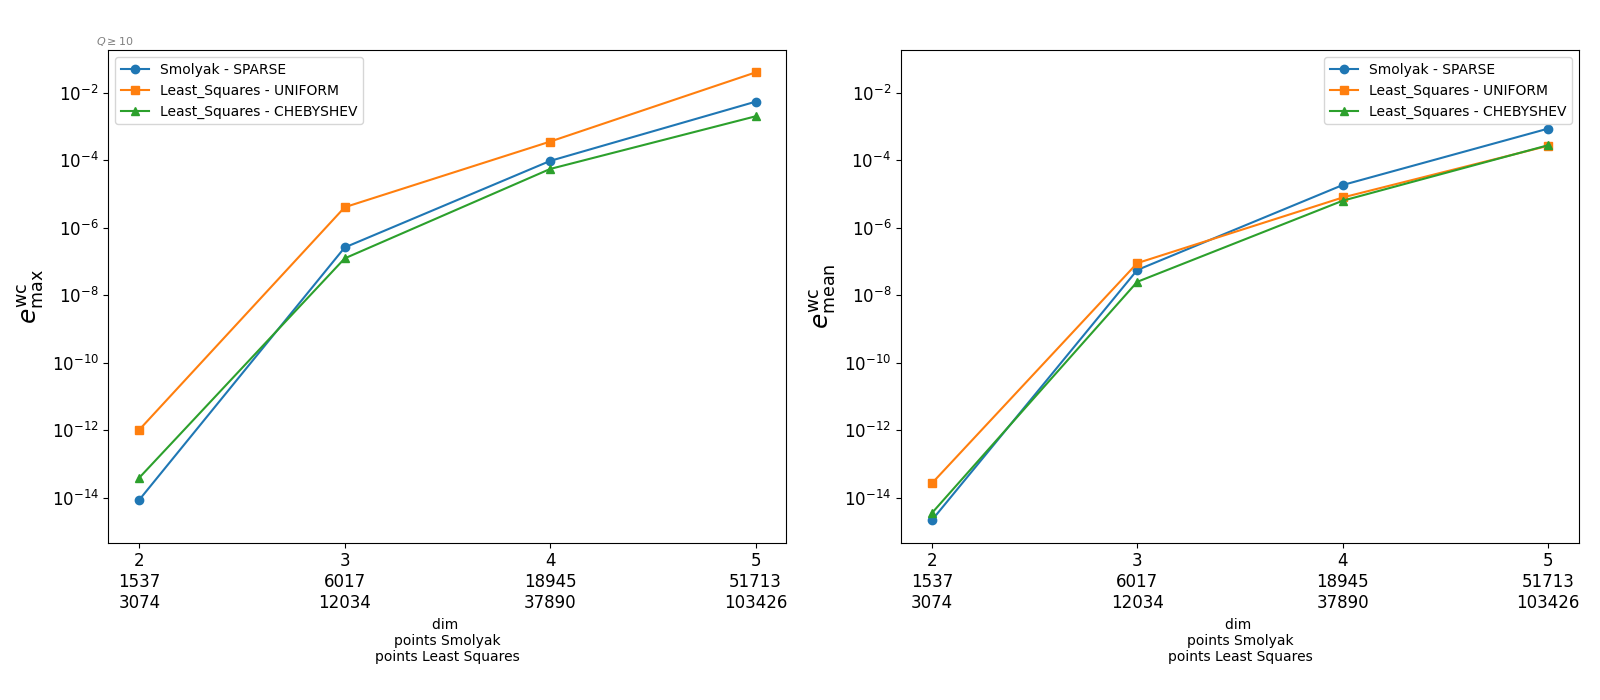 Q ≥ 10
Smolyak - SPARSE
Least_Squares - UNIFORM
Least_Squares - CHEBYSHEV
10^{-2}
10^{-4}
10^{-6}
10^{-8}
10^{-10}
10^{-12}
10^{-14}
e^{wc}_{max}
2 3 4 5
1537 6017 18945 51713
3074 12034 37890 103426
dim
points Smolyak
points Least Squares
Smolyak - SPARSE
Least_Squares - UNIFORM
Least_Squares - CHEBYSHEV
10^{-2}
10^{-4}
10^{-6}
10^{-8}
10^{-10}
10^{-12}
10^{-14}
e^{wc}_{mean}
2 3 4 5
1537 6017 18945 51713
3074 12034 37890 103426
dim
points Smolyak
points Least Squares